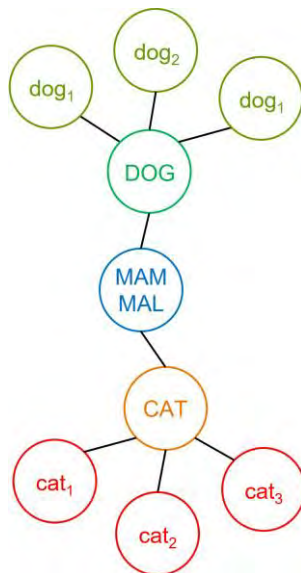 dog₂
dog₁
dog₁
DOG
MAM
MAL
CAT
cat₁
cat₃
cat₂